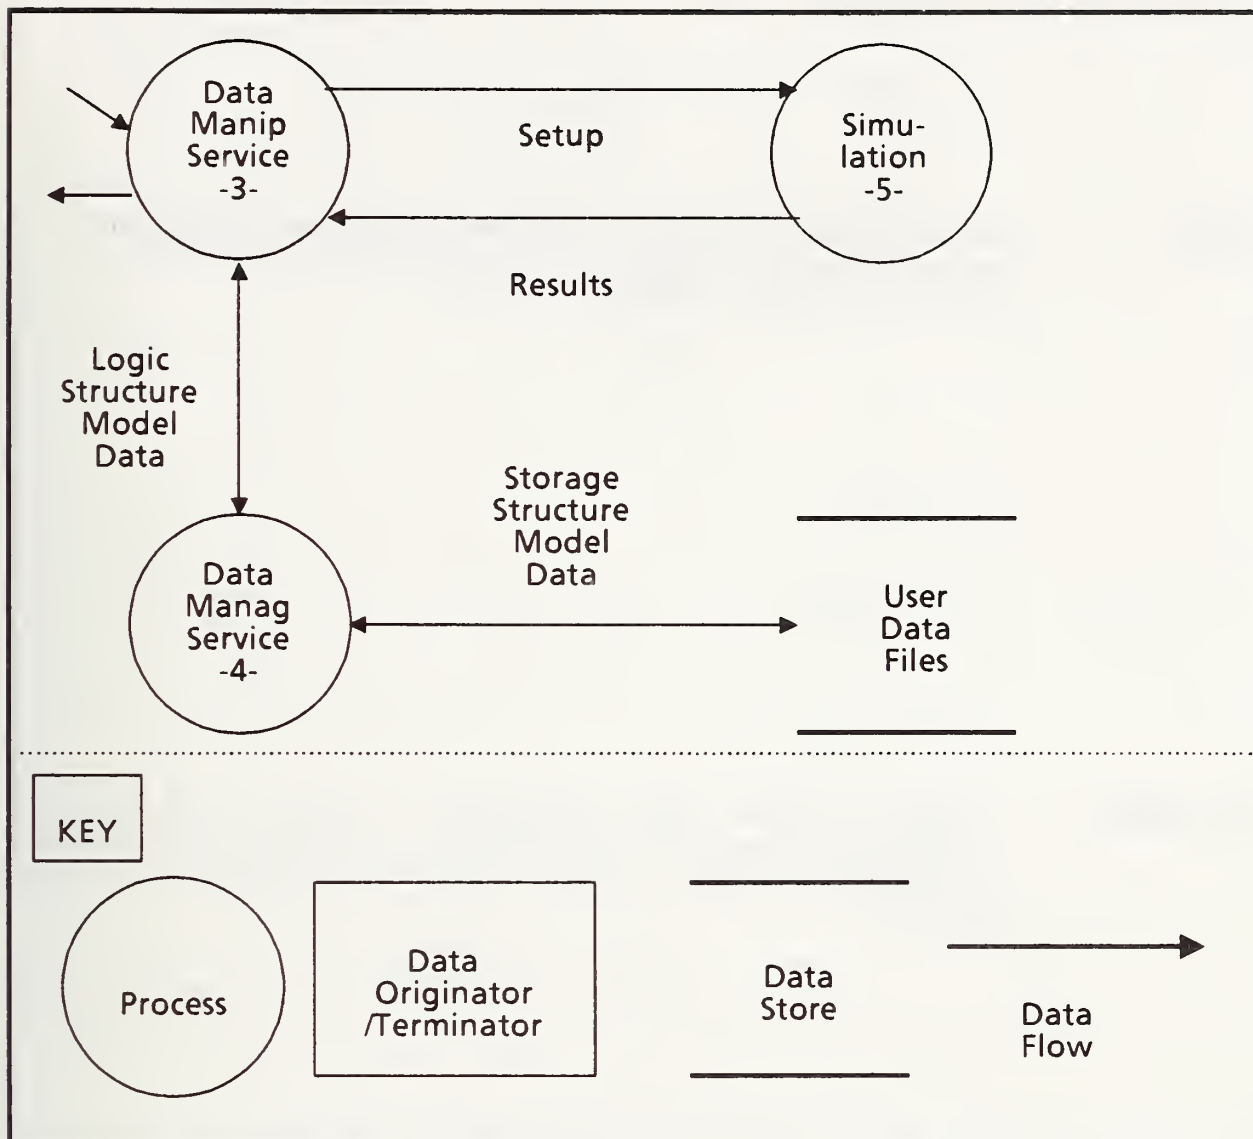 Data
Manip
Service
-3-
Setup
Simu-
lation
-5-
Results
Logic
Structure
Model
Data
Storage
Structure
Model
Data
Data
Manag
Service
-4-
User
Data
Files
KEY
Process
Data
Originator
/Terminator
Data
Store
Data
Flow